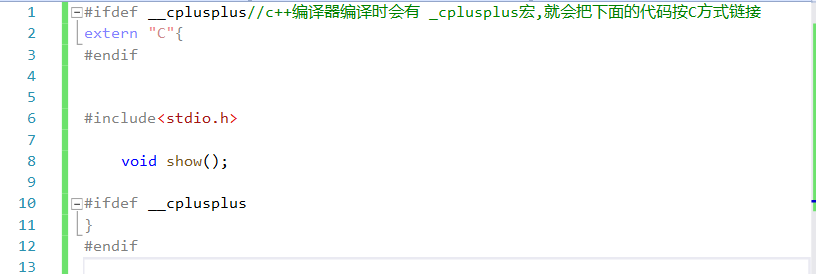 1 #ifdef __cplusplus//c++编译器编译时会有 _cplusplus宏,就会把下面的代码按C方式链接
2 extern "C"{
3 #endif
4
5
6 #include<stdio.h>
7
8 void show();
9
10 #ifdef __cplusplus
11 }
12 #endif
13